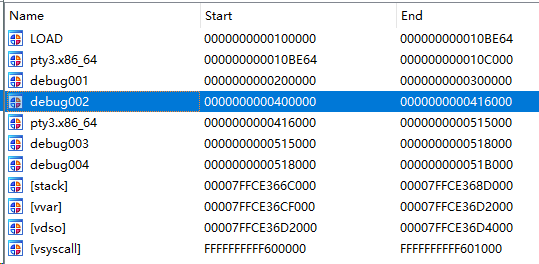 Name Start End
LOAD 0000000000100000 000000000010BE64
pty3.x86_64 000000000010BE64 000000000010C000
debug001 0000000000200000 0000000000300000
debug002 0000000000400000 0000000000416000
pty3.x86_64 0000000000416000 0000000000515000
debug003 0000000000515000 0000000000518000
debug004 0000000000518000 000000000051B000
[stack] 00007FFCE366C000 00007FFCE368D000
[vvar] 00007FFCE36CF000 00007FFCE36D2000
[vdso] 00007FFCE36D2000 00007FFCE36D4000
[vsyscall] FFFFFFFFFF600000 FFFFFFFFFF601000